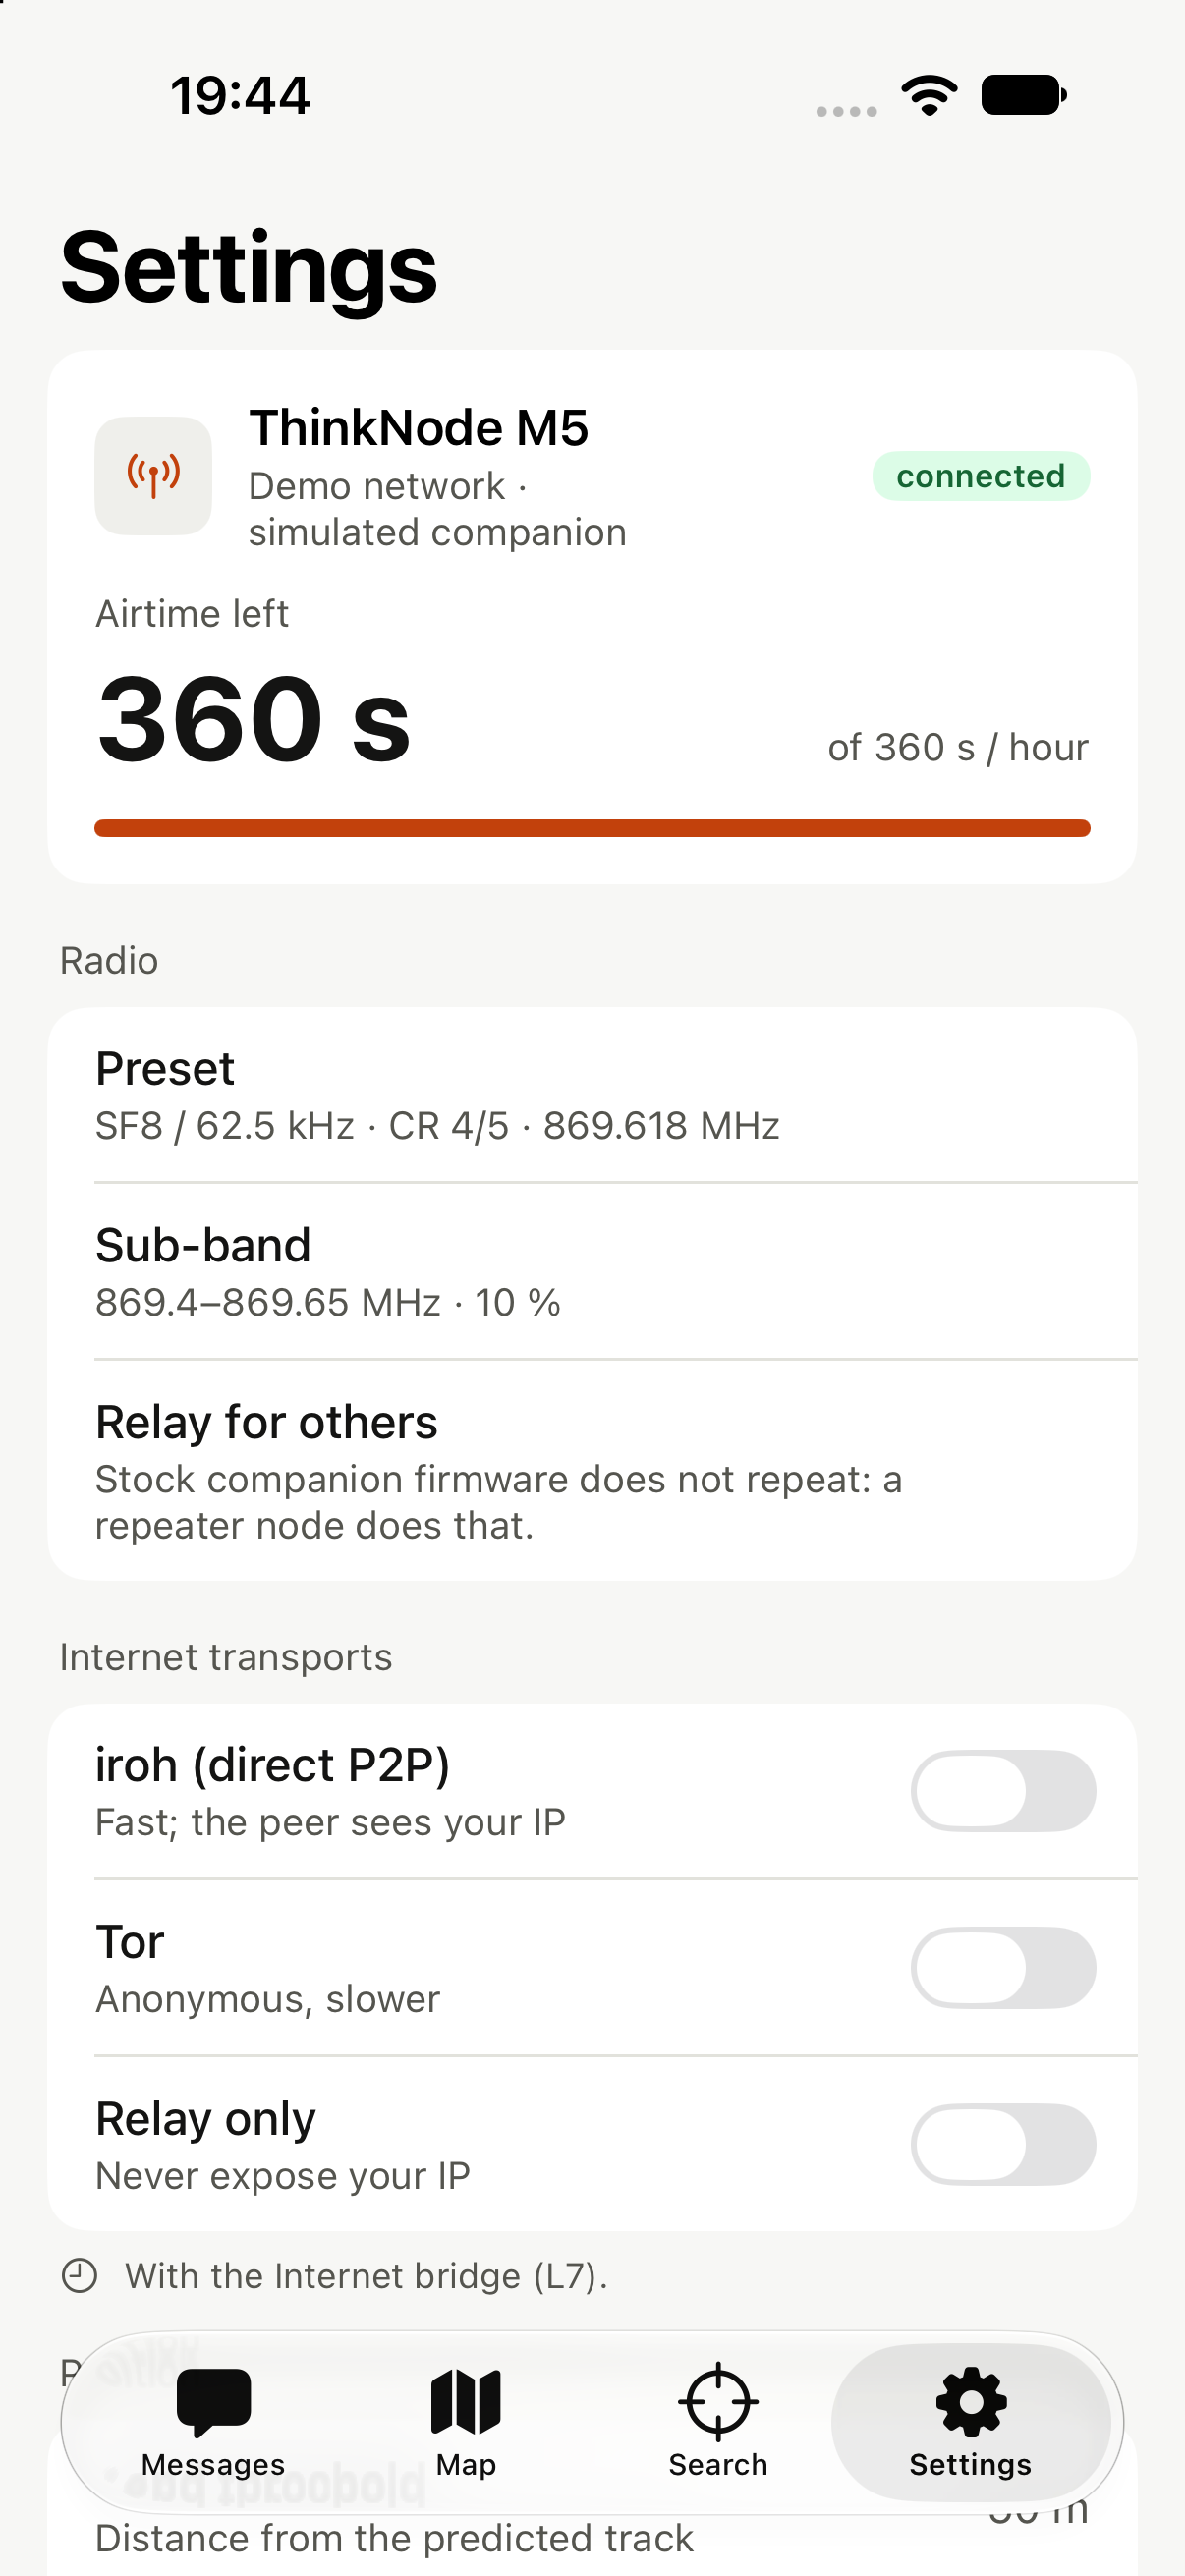 19:44
Settings
ThinkNode M5
Demo network ·
simulated companion
connected
Airtime left
360 s
of 360 s / hour
Radio
Preset
SF8 / 62.5 kHz · CR 4/5 · 869.618 MHz
Sub-band
869.4–869.65 MHz · 10 %
Relay for others
Stock companion firmware does not repeat: a
repeater node does that.
Internet transports
iroh (direct P2P)
Fast; the peer sees your IP
Tor
Anonymous, slower
Relay only
Never expose your IP
With the Internet bridge (L7).
Messages
Map
Search
Settings
Distance from the predicted track